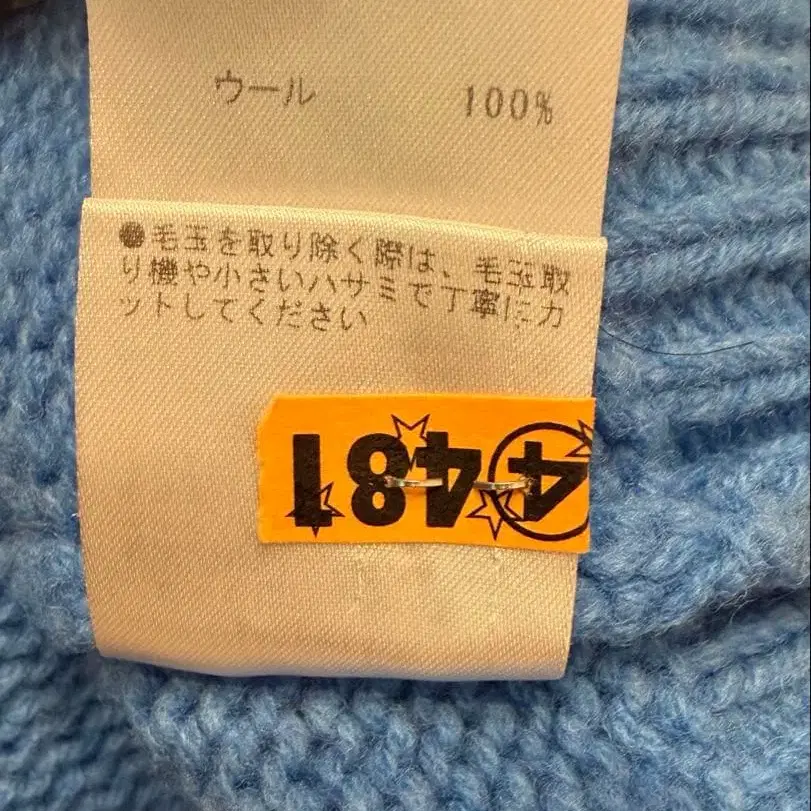 ウール 100%
●毛玉を取り除く際は、毛玉取
り機や小さいハサミで丁寧にカ
ットしてください
④481